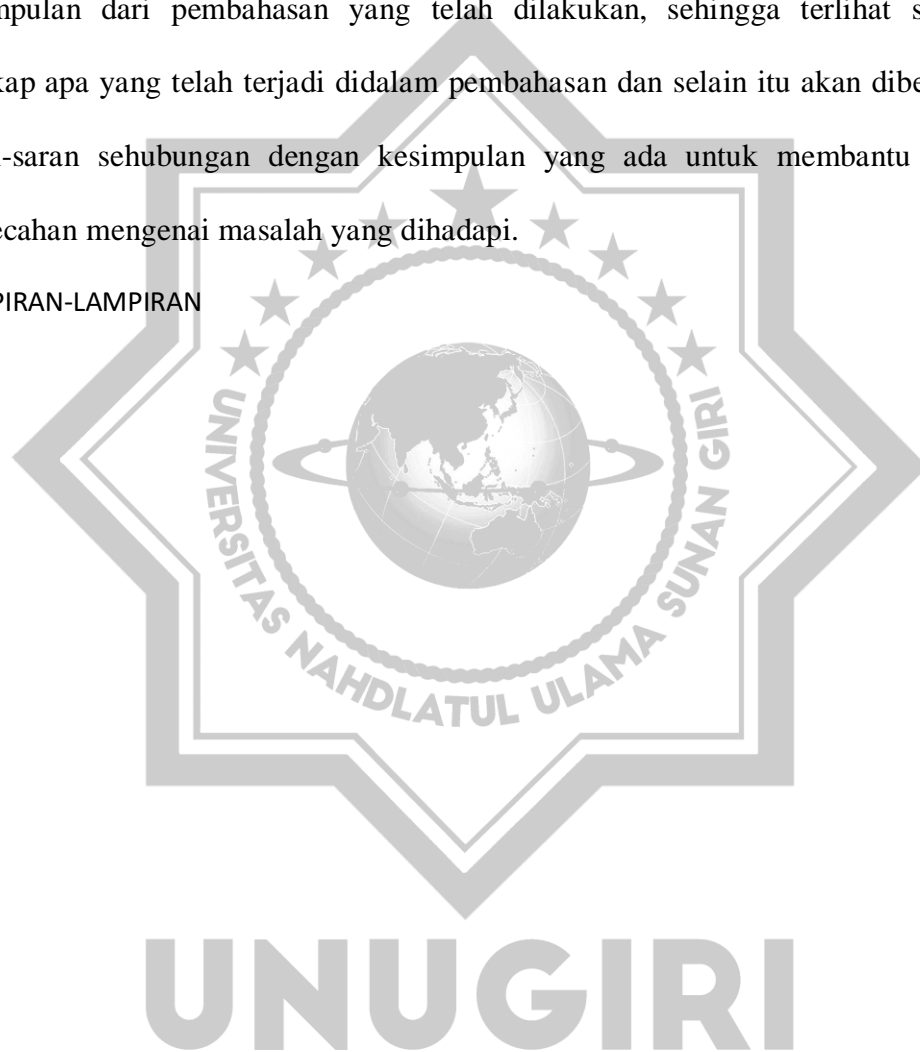 mpulan dari pembahasan yang telah dilakukan, sehingga terlihat s
kap apa yang telah terjadi didalam pembahasan dan selain itu akan dibe
-saran sehubungan dengan kesimpulan yang ada untuk membantu
ecahan mengenai masalah yang dihadapi.
PIRAN-LAMPIRAN
UNIVERSITAS NAHDLATUL ULAMA SUNAN GIRI
UNUGIRI